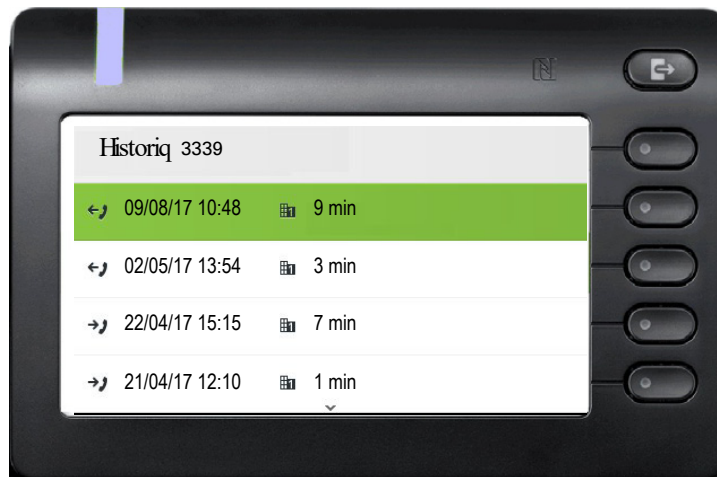 Historiq 3339
09/08/17 10:48 9 min
02/05/17 13:54 3 min
22/04/17 15:15 7 min
21/04/17 12:10 1 min